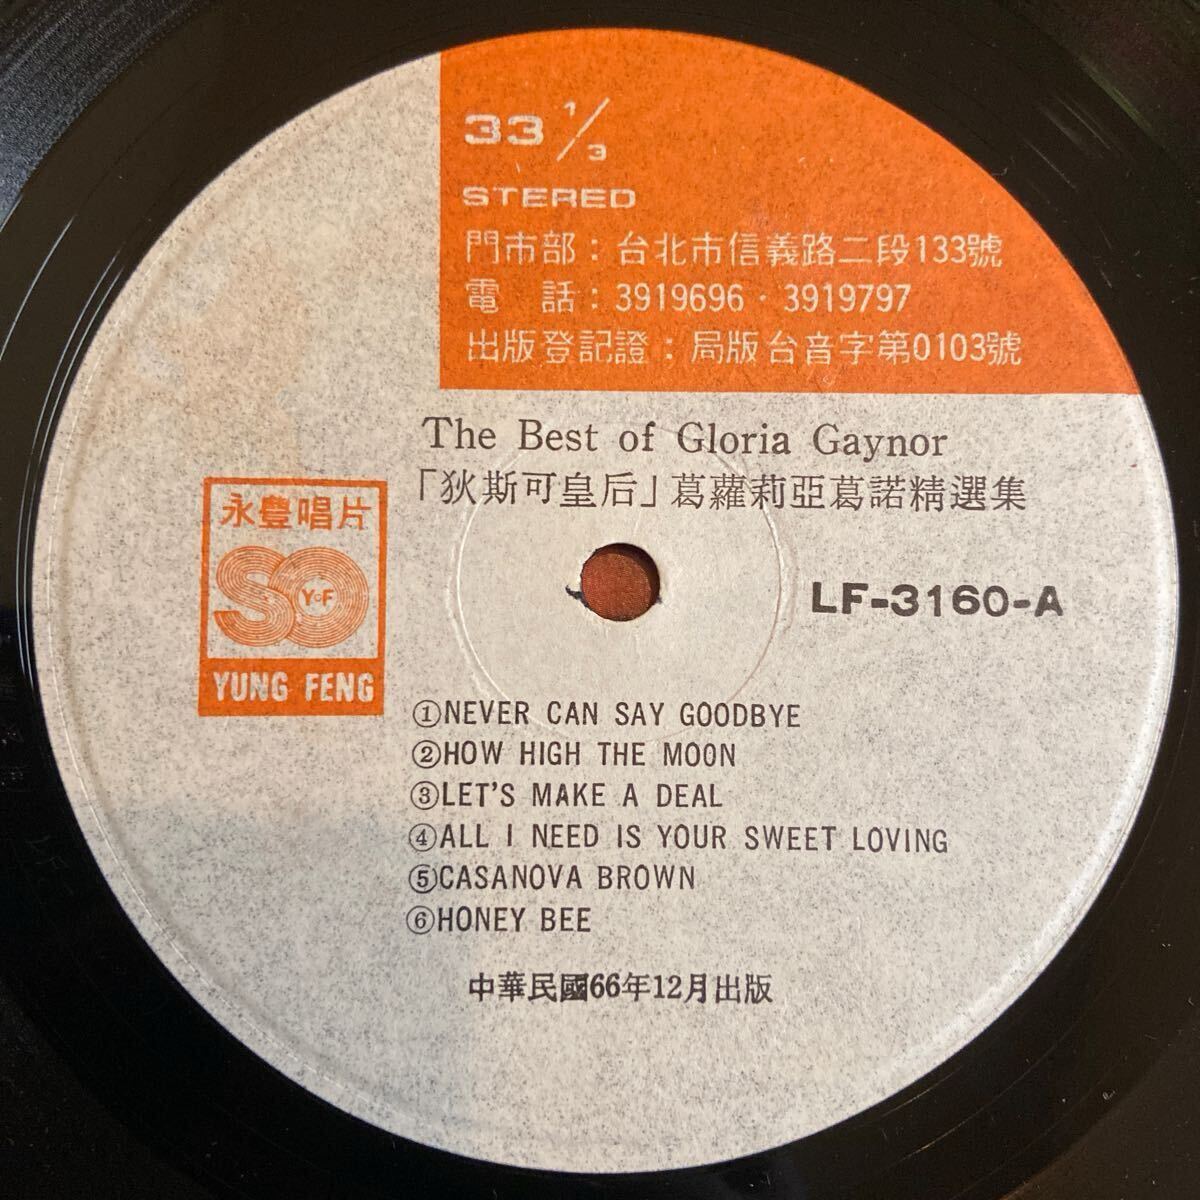 33 1/3
STEREO
門市部：台北市信義路二段133號
電　話：3919696・3919797
出版登記證：局版台音字第0103號
The Best of Gloria Gaynor
「狄斯可皇后」葛蘿莉亞葛諾精選集
永豐唱片
SO
Y・F
YUNG FENG
LF-3160-A
①NEVER CAN SAY GOODBYE
②HOW HIGH THE MOON
③LET'S MAKE A DEAL
④ALL I NEED IS YOUR SWEET LOVING
⑤CASANOVA BROWN
⑥HONEY BEE
中華民國66年12月出版